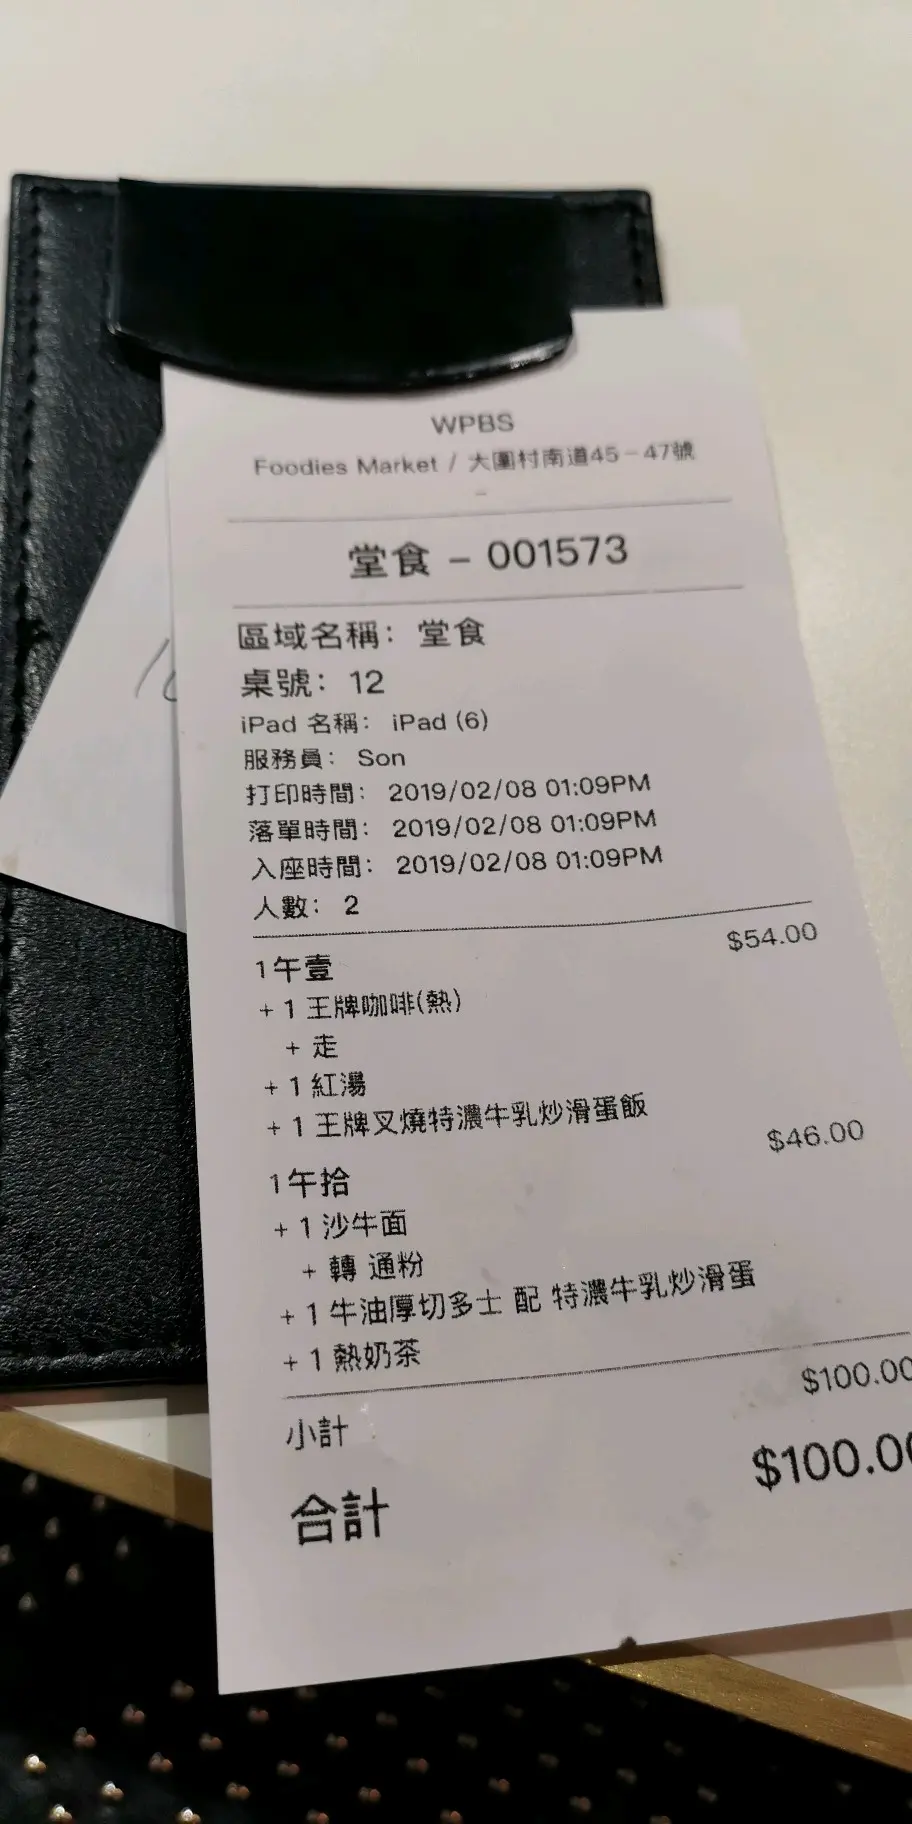 WPBS
Foodies Market / 大圍村南道45-47號
-
堂食 - 001573
區域名稱： 堂食
桌號： 12
iPad 名稱： iPad (6)
服務員： Son
打印時間： 2019/02/08 01:09PM
落單時間： 2019/02/08 01:09PM
入座時間： 2019/02/08 01:09PM
人數： 2
1午壹 $54.00
+ 1 王牌咖啡(熱)
+ 走
+ 1 紅湯
+ 1 王牌叉燒特濃牛乳炒滑蛋飯
1午拾 $46.00
+ 1 沙牛面
+ 轉 通粉
+ 1 牛油厚切多士 配 特濃牛乳炒滑蛋
+ 1 熱奶茶
小計 $100.00
合計 $100.00